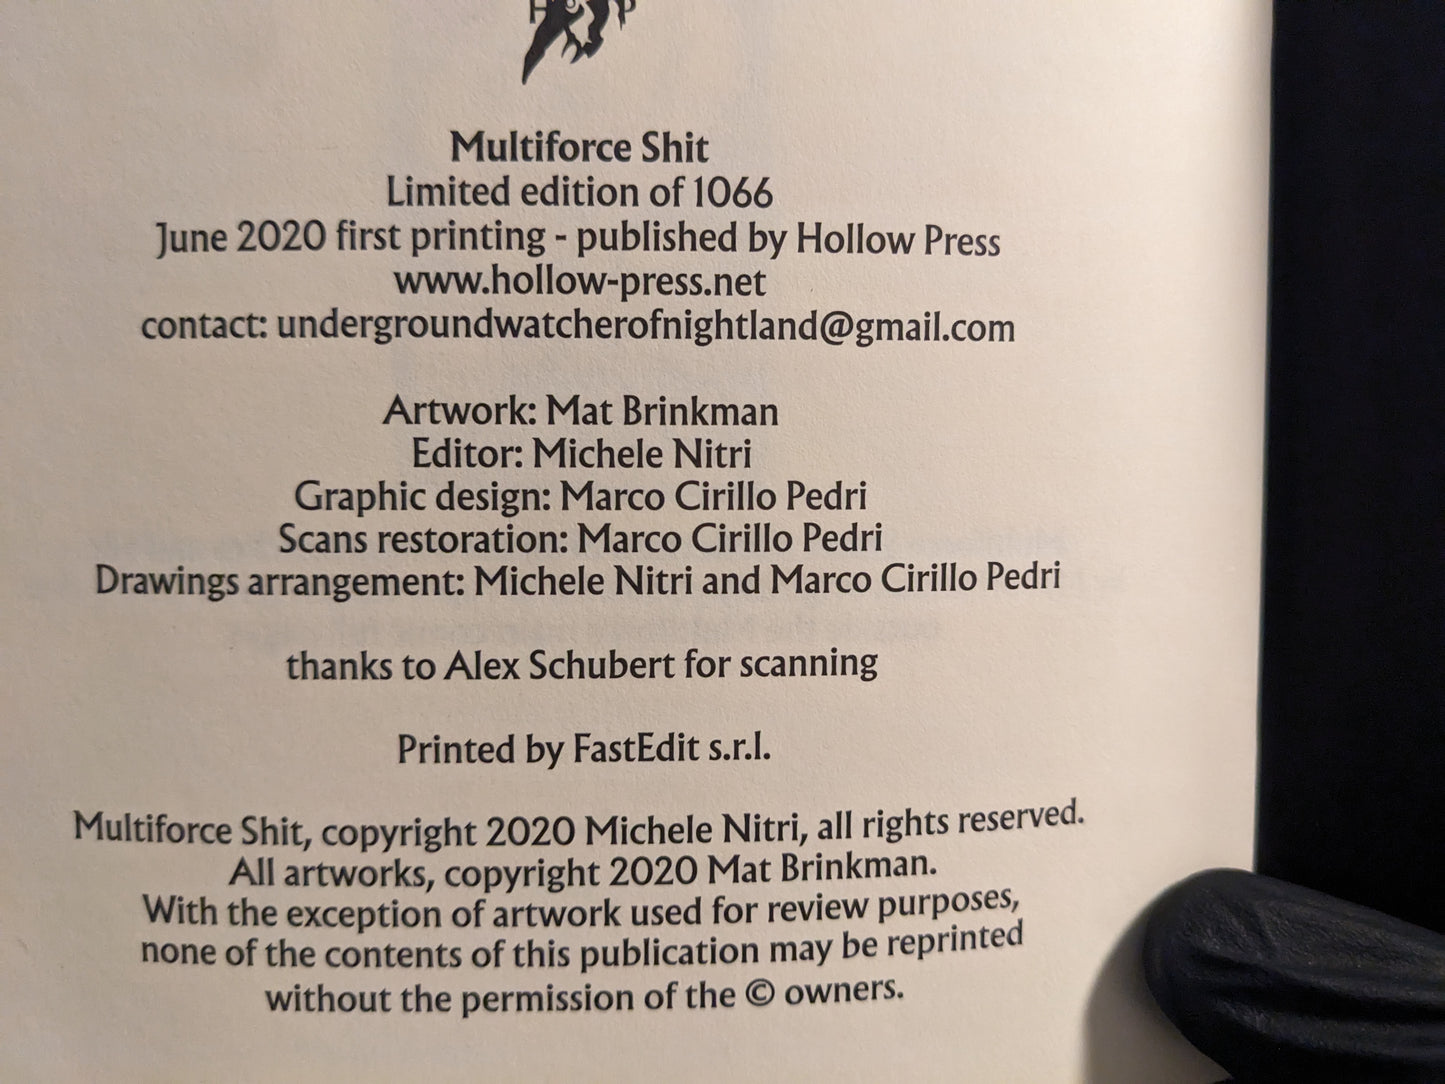 H P
Multiforce Shit
Limited edition of 1066
June 2020 first printing - published by Hollow Press
www.hollow-press.net
contact: undergroundwatcherofnightland@gmail.com
Artwork: Mat Brinkman
Editor: Michele Nitri
Graphic design: Marco Cirillo Pedri
Scans restoration: Marco Cirillo Pedri
Drawings arrangement: Michele Nitri and Marco Cirillo Pedri
thanks to Alex Schubert for scanning
Printed by FastEdit s.r.l.
Multiforce Shit, copyright 2020 Michele Nitri, all rights reserved.
All artworks, copyright 2020 Mat Brinkman.
With the exception of artwork used for review purposes,
none of the contents of this publication may be reprinted
without the permission of the © owners.